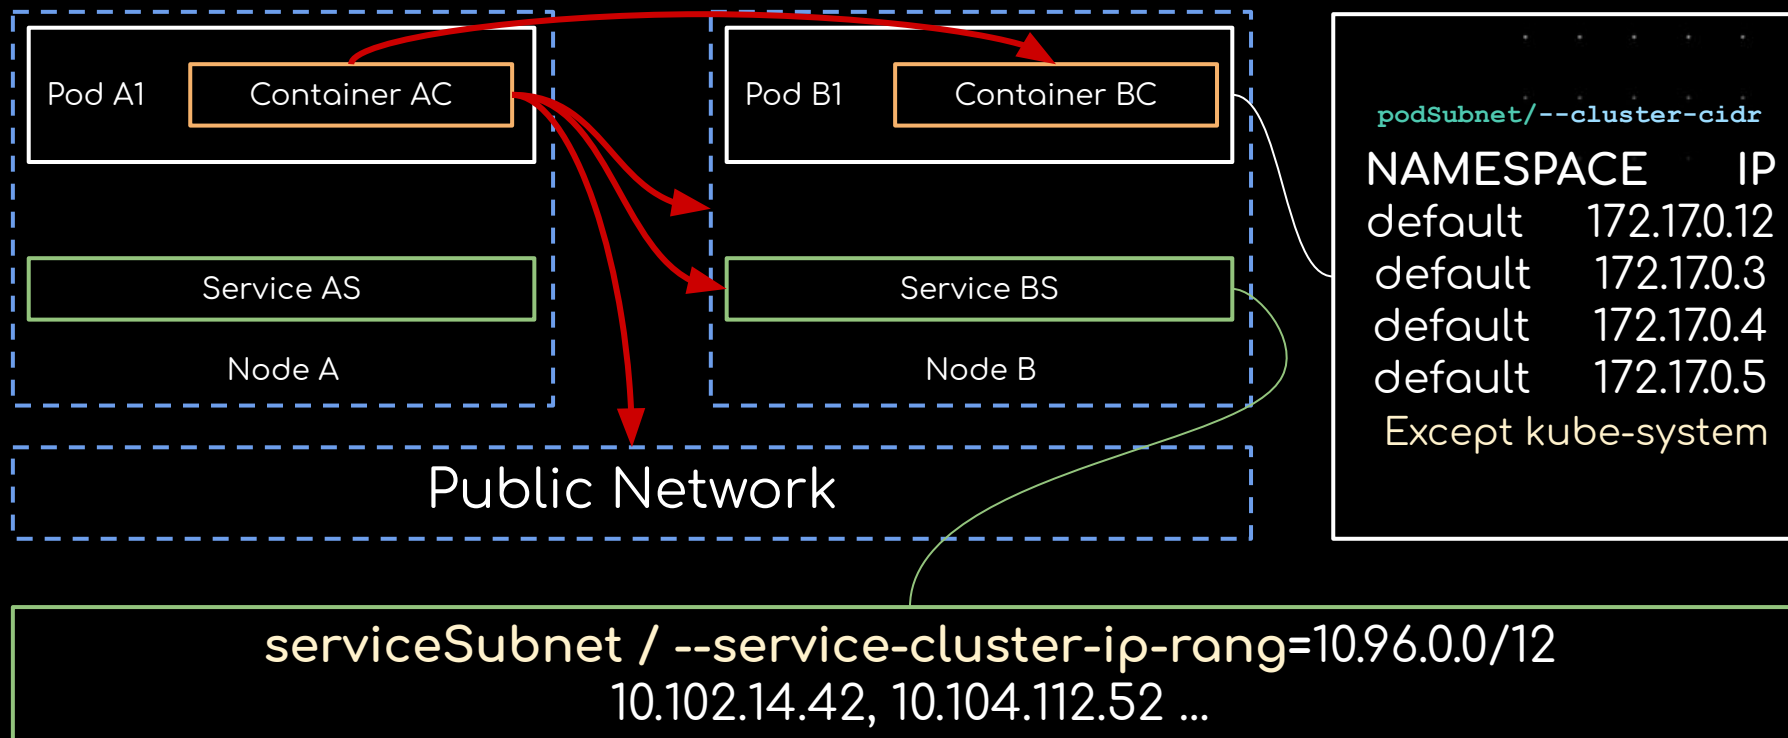 Pod A1
Container AC
Service AS
Node A
Pod B1
Container BC
Service BS
Node B
Public Network
podSubnet/--cluster-cidr
NAMESPACE IP
default 172.17.0.12
default 172.17.0.3
default 172.17.0.4
default 172.17.0.5
Except kube-system
serviceSubnet / --service-cluster-ip-rang=10.96.0.0/12
10.102.14.42, 10.104.112.52 ...